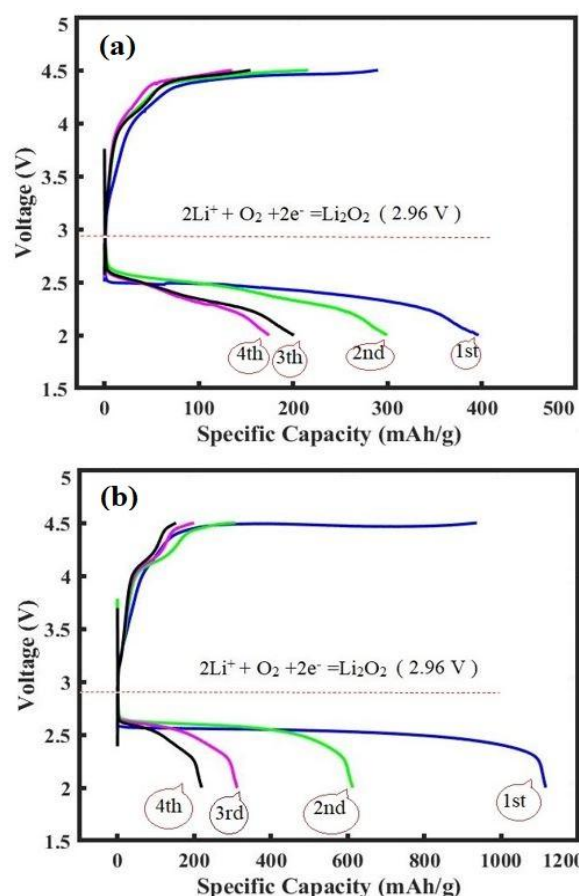 (a)
5
4.5
4
3.5
3
2.5
2
1.5
Voltage (V)
2Li⁺ + O₂ +2e⁻ =Li₂O₂ ( 2.96 V )
4th
3th
2nd
1st
0 100 200 300 400 500
Specific Capacity (mAh/g)
(b)
5
4.5
4
3.5
3
2.5
2
1.5
Voltage (V)
2Li⁺ + O₂ +2e⁻ =Li₂O₂ ( 2.96 V )
4th
3rd
2nd
1st
0 200 400 600 800 1000 1200
Specific Capacity (mAh/g)